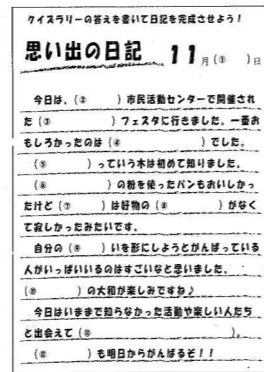 クイズラリーの答えを書いて日記を完成させよう！
思い出の日記 11月(① )日
今日は、(② )市民活動センターで開催され
た(③ )フェスタに行きました。一番お
もしろかったのは(④ )でした。
(⑤ )っていう木は初めて知りました。
(⑥ )の粉を使ったパンもおいしかっ
たけど(⑦ )は好物の(⑧ )がなく
て寂しかったみたいです。
自分の(⑨ )いを形にしようとがんばっている
人がいっぱいいるのはすごいなと思いました。
(⑩ )の大和が楽しみですね♪
今日はいままで知らなかった活動や楽しい人たち
と出会えて(⑪ )。
(⑫ )も明日からがんばるぞ！！